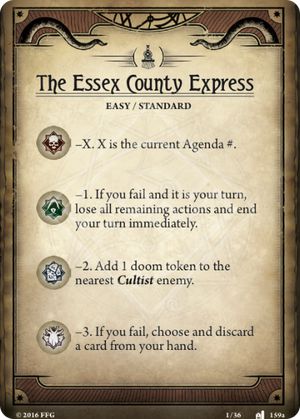 The Essex County Express
EASY / STANDARD
–X. X is the current Agenda #.
–1. If you fail and it is your turn,
lose all remaining actions and end
your turn immediately.
–2. Add 1 doom token to the
nearest Cultist enemy.
–3. If you fail, choose and discard
a card from your hand.
© 2016 FFG 1/36 159a